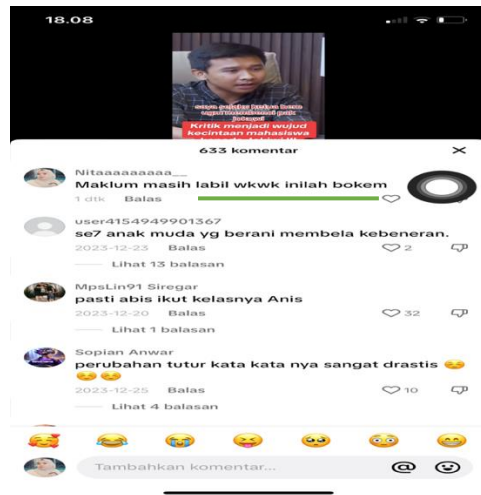 18.08
Kritik menjadi wujud
kecintaan mahasiswa
633 komentar
Nitaaaaaaaaa__
Maklum masih labil wkwk inilah bokem
1 dtk Balas
user4154949901367
se7 anak muda yg berani membela kebeneran.
2023-12-23 Balas 2
Lihat 13 balasan
MpsLin91 Siregar
pasti abis ikut kelasnya Anis
2023-12-20 Balas 32
Lihat 1 balasan
Sopian Anwar
perubahan tutur kata kata nya sangat drastis 😊
😊😊
2023-12-25 Balas 10
Lihat 4 balasan
Tambahkan komentar...